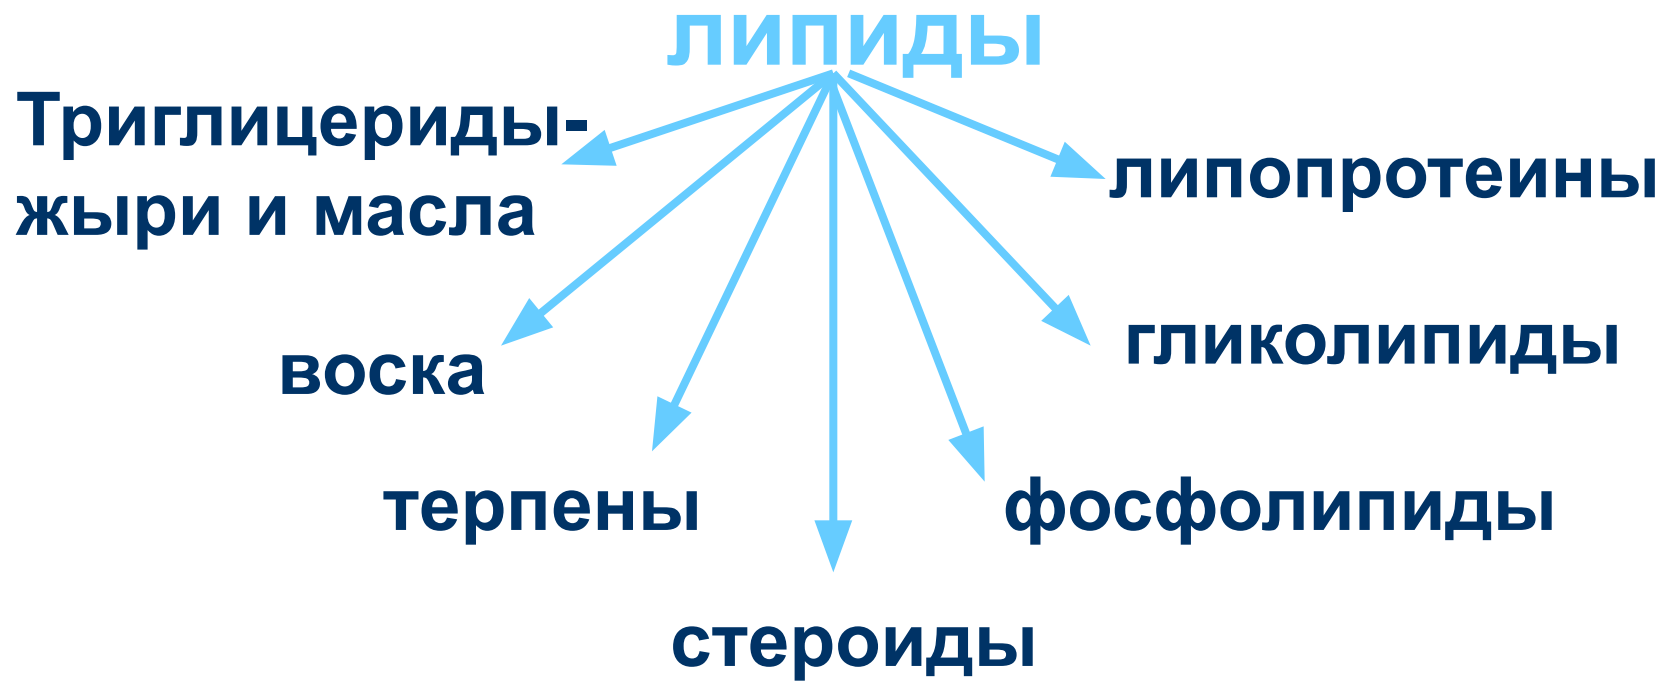 липиды
Триглицериды-
жыри и масла
воска
терпены
стероиды
фосфолипиды
гликолипиды
липопротеины